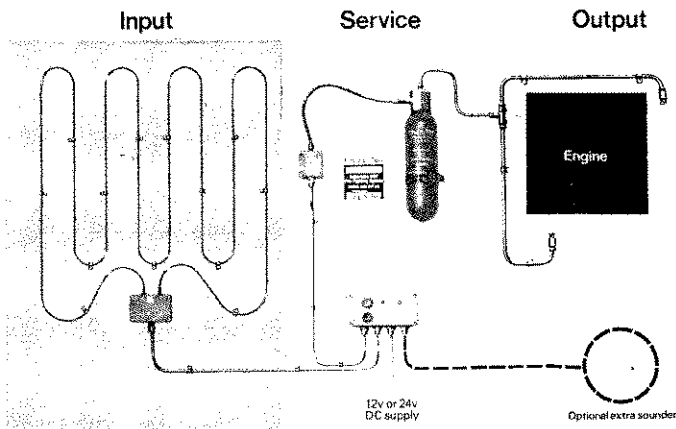 Input
Service
Output
Engine
12v or 24v
DC supply
Optional extra sounder